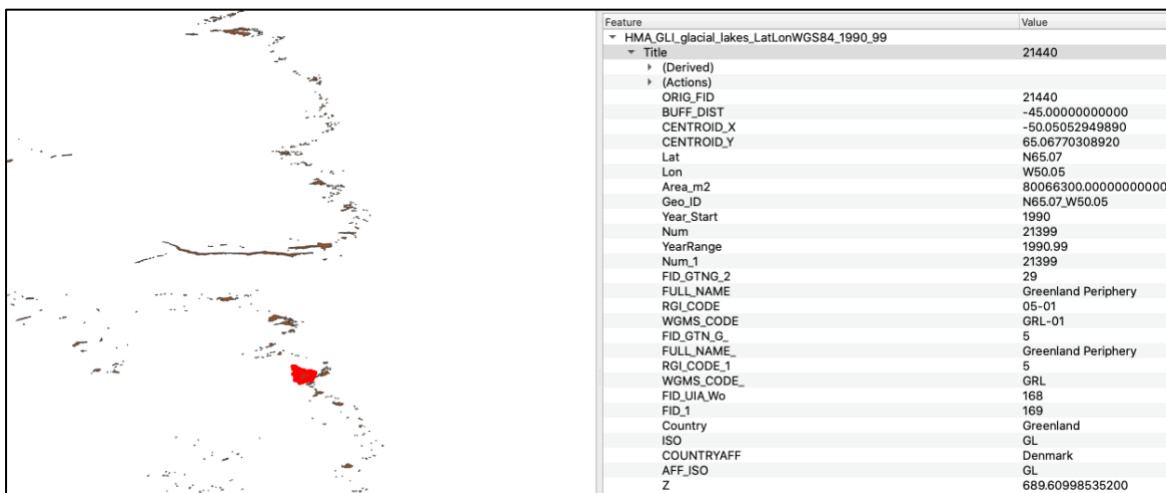 Feature Value
HMA_GLI_glacial_lakes_LatLonWGS84_1990_99
Title 21440
(Derived)
(Actions)
ORIG_FID 21440
BUFF_DIST -45.00000000000
CENTROID_X -50.05052949890
CENTROID_Y 65.06770308920
Lat N65.07
Lon W50.05
Area_m2 80066300.00000000000
Geo_ID N65.07_W50.05
Year_Start 1990
Num 21399
YearRange 1990.99
Num_1 21399
FID_GTNG_2 29
FULL_NAME Greenland Periphery
RGI_CODE 05-01
WGMS_CODE GRL-01
FID_GTN_G_ 5
FULL_NAME_ Greenland Periphery
RGI_CODE_1 5
WGMS_CODE_ GRL
FID_UIA_Wo 168
FID_1 169
Country Greenland
ISO GL
COUNTRYAFF Denmark
AFF_ISO GL
Z 689.60998535200